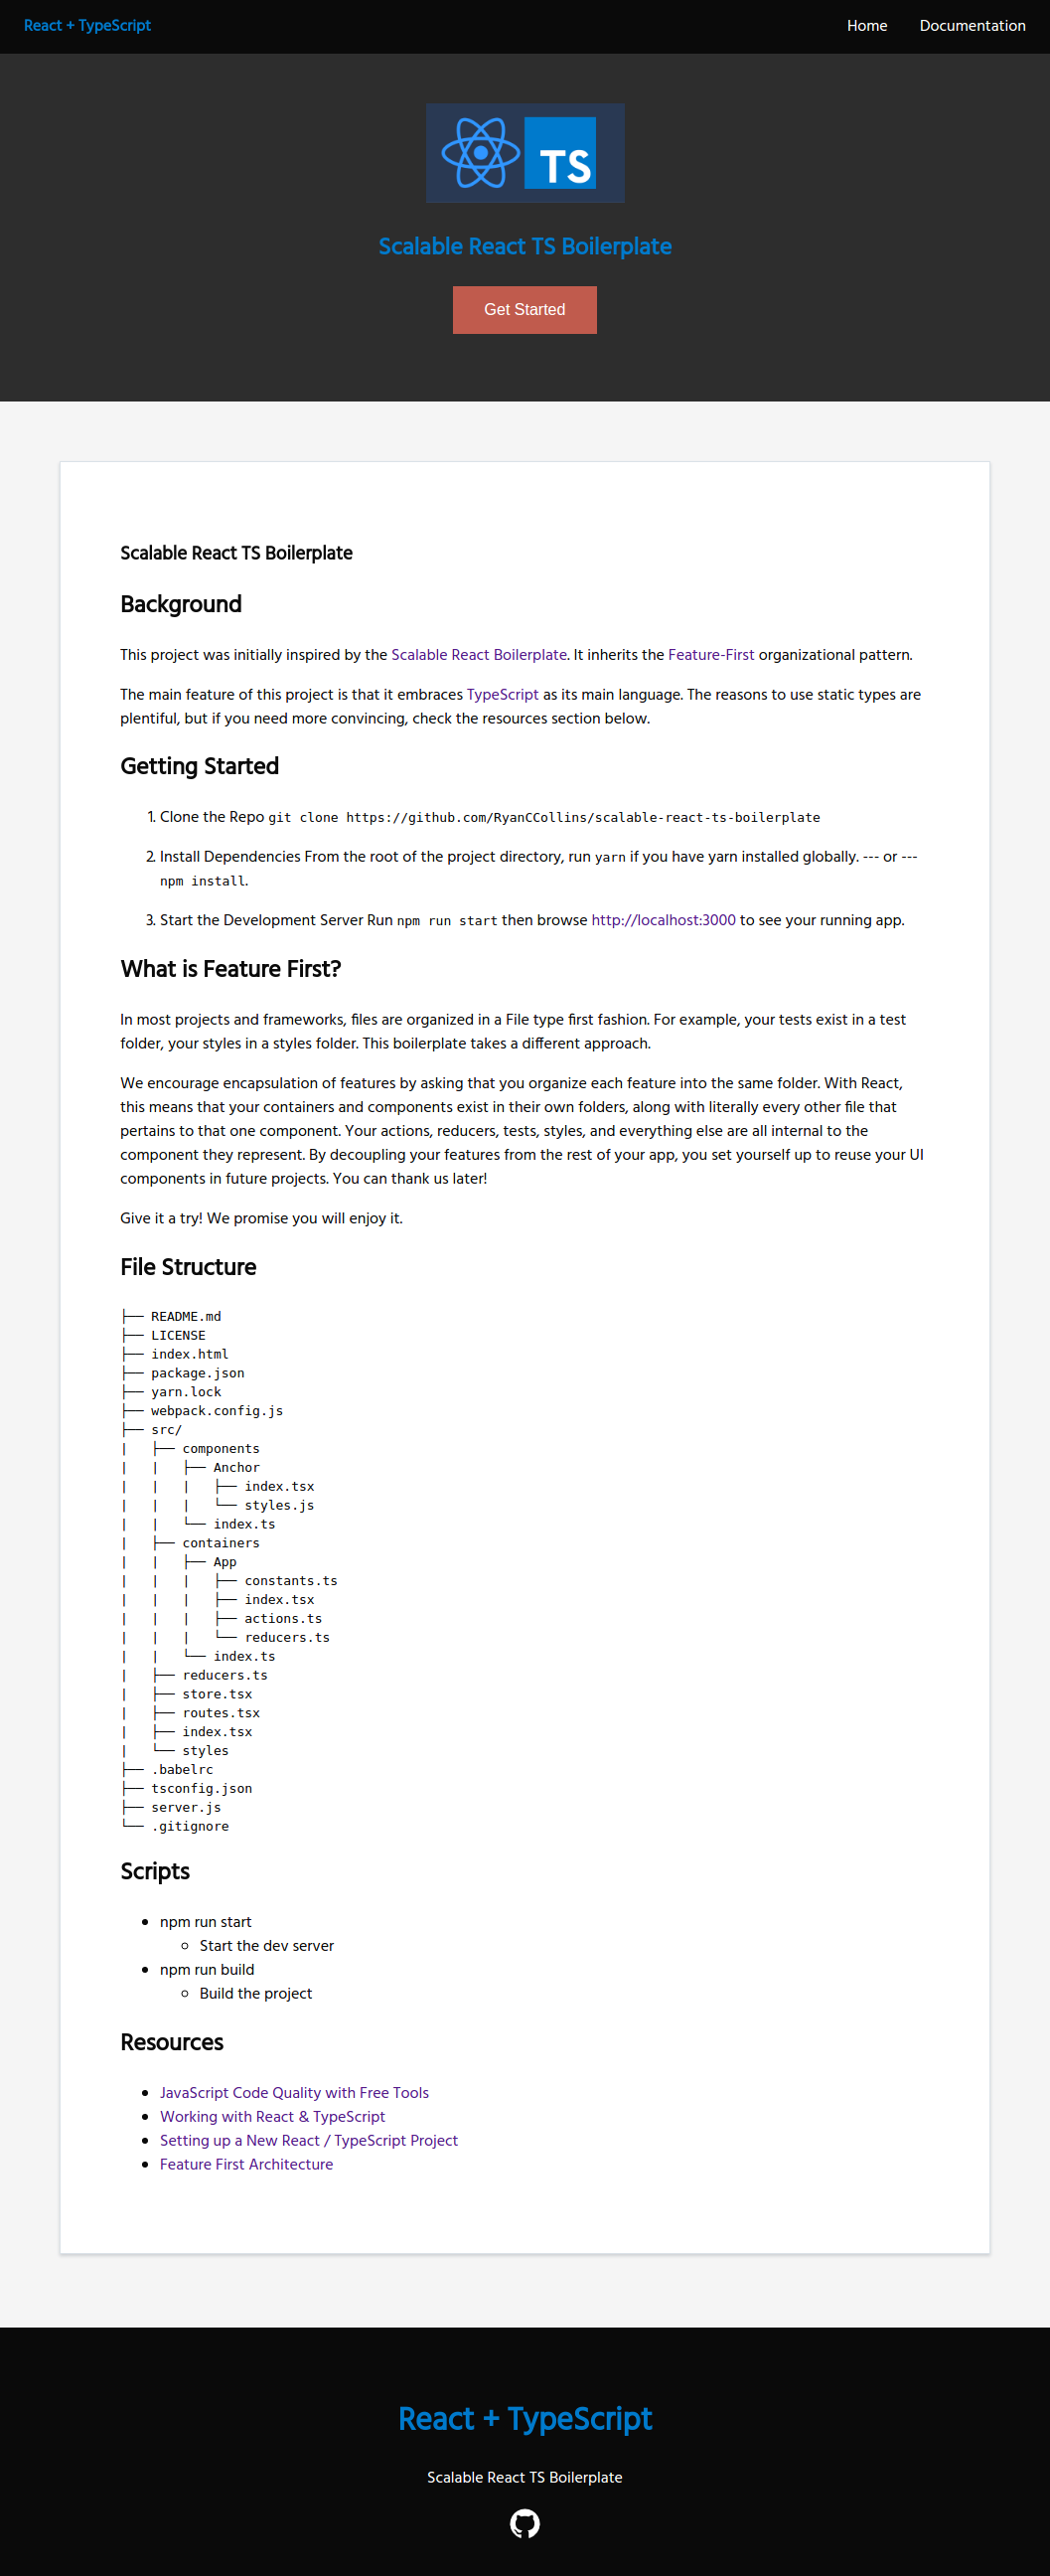 React + TypeScript
Home
Documentation
TS
Scalable React TS Boilerplate
Get Started
Scalable React TS Boilerplate
Background
This project was initially inspired by the Scalable React Boilerplate. It inherits the Feature-First organizational pattern.
The main feature of this project is that it embraces TypeScript as its main language. The reasons to use static types are
plentiful, but if you need more convincing, check the resources section below.
Getting Started
1. Clone the Repo git clone https://github.com/RyanCCollins/scalable-react-ts-boilerplate
2. Install Dependencies From the root of the project directory, run yarn if you have yarn installed globally. --- or ---
npm install.
3. Start the Development Server Run npm run start then browse http://localhost:3000 to see your running app.
What is Feature First?
In most projects and frameworks, files are organized in a File type first fashion. For example, your tests exist in a test
folder, your styles in a styles folder. This boilerplate takes a different approach.
We encourage encapsulation of features by asking that you organize each feature into the same folder. With React,
this means that your containers and components exist in their own folders, along with literally every other file that
pertains to that one component. Your actions, reducers, tests, styles, and everything else are all internal to the
component they represent. By decoupling your features from the rest of your app, you set yourself up to reuse your UI
components in future projects. You can thank us later!
Give it a try! We promise you will enjoy it.
File Structure
├── README.md
├── LICENSE
├── index.html
├── package.json
├── yarn.lock
├── webpack.config.js
├── src/
|   ├── components
|   |   ├── Anchor
|   |   |   ├── index.tsx
|   |   |   └── styles.js
|   |   └── index.ts
|   ├── containers
|   |   ├── App
|   |   |   ├── constants.ts
|   |   |   ├── index.tsx
|   |   |   ├── actions.ts
|   |   |   └── reducers.ts
|   |   └── index.ts
|   ├── reducers.ts
|   ├── store.tsx
|   ├── routes.tsx
|   ├── index.tsx
|   └── styles
├── .babelrc
├── tsconfig.json
├── server.js
└── .gitignore
Scripts
• npm run start
◦ Start the dev server
• npm run build
◦ Build the project
Resources
• JavaScript Code Quality with Free Tools
• Working with React & TypeScript
• Setting up a New React / TypeScript Project
• Feature First Architecture
React + TypeScript
Scalable React TS Boilerplate